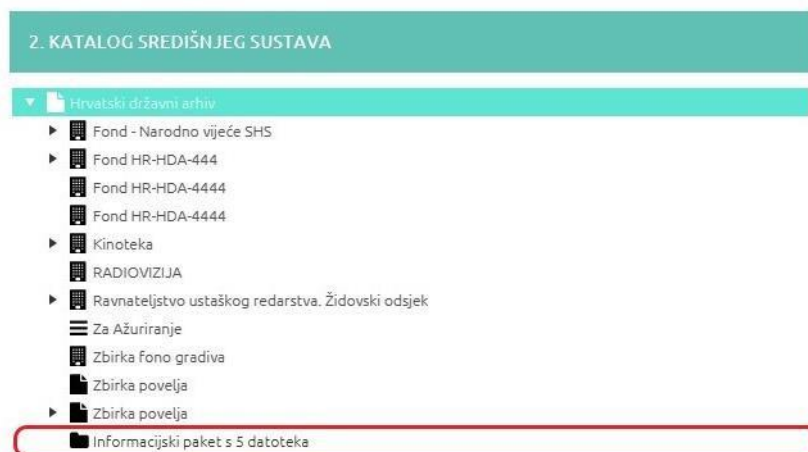 2. KATALOG SREDIŠNJEG SUSTAVA
Hrvatski državni arhiv
Fond - Narodno vijeće SHS
Fond HR-HDA-444
Fond HR-HDA-4444
Fond HR-HDA-4444
Kinoteka
RADIOVIZIJA
Ravnateljstvo ustaškog redarstva. Židovski odsjek
Za Ažuriranje
Zbirka fono gradiva
Zbirka povelja
Zbirka povelja
Informacijski paket s 5 datoteka